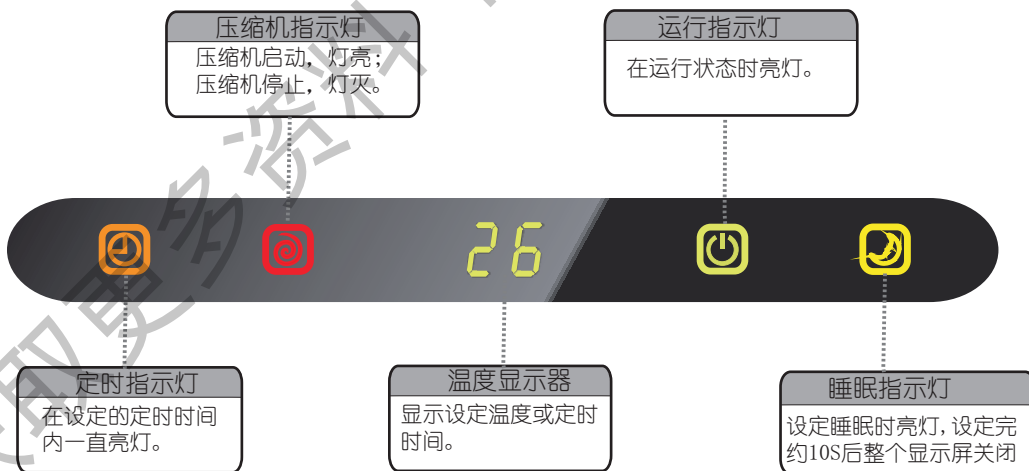 压缩机指示灯
压缩机启动，灯亮；
压缩机停止，灯灭。
运行指示灯
在运行状态时亮灯。
26
定时指示灯
在设定的定时时间
内一直亮灯。
温度显示器
显示设定温度或定时
时间。
睡眠指示灯
设定睡眠时亮灯,设定完
约10S后整个显示屏关闭
取更多资料